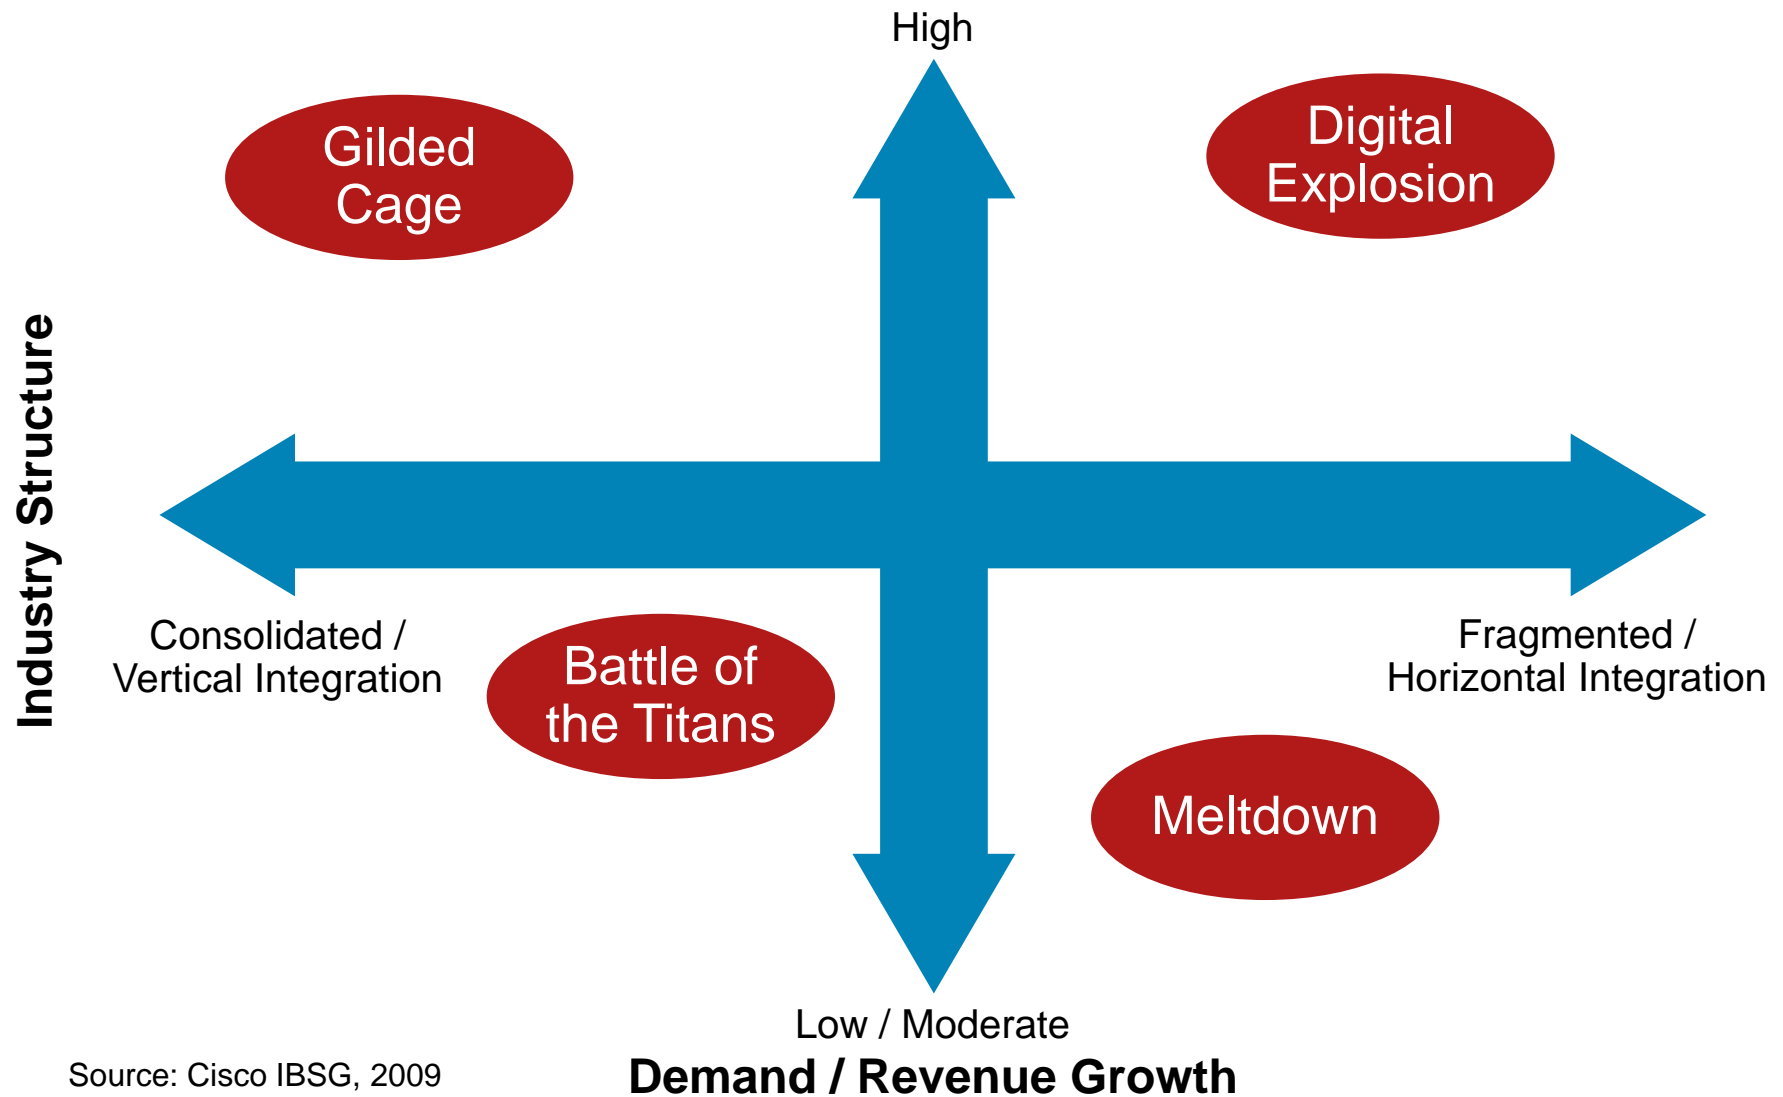 High
Gilded
Cage
Digital
Explosion
Industry Structure
Consolidated /
Vertical Integration
Fragmented /
Horizontal Integration
Battle of
the Titans
Meltdown
Low / Moderate
Demand / Revenue Growth
Source: Cisco IBSG, 2009